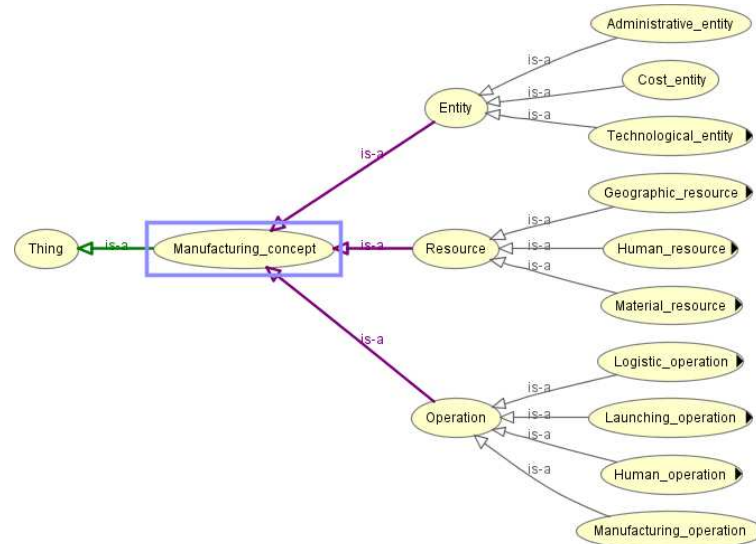 Administrative_entity
is-a
Cost_entity
is-a
Entity
is-a
Technological_entity
is-a
Geographic_resource
is-a
Thing
is-a
Manufacturing_concept
is-a
Resource
is-a
Human_resource
is-a
Material_resource
is-a
Logistic_operation
is-a
Operation
is-a
Launching_operation
is-a
Human_operation
is-a
Manufacturing_operation